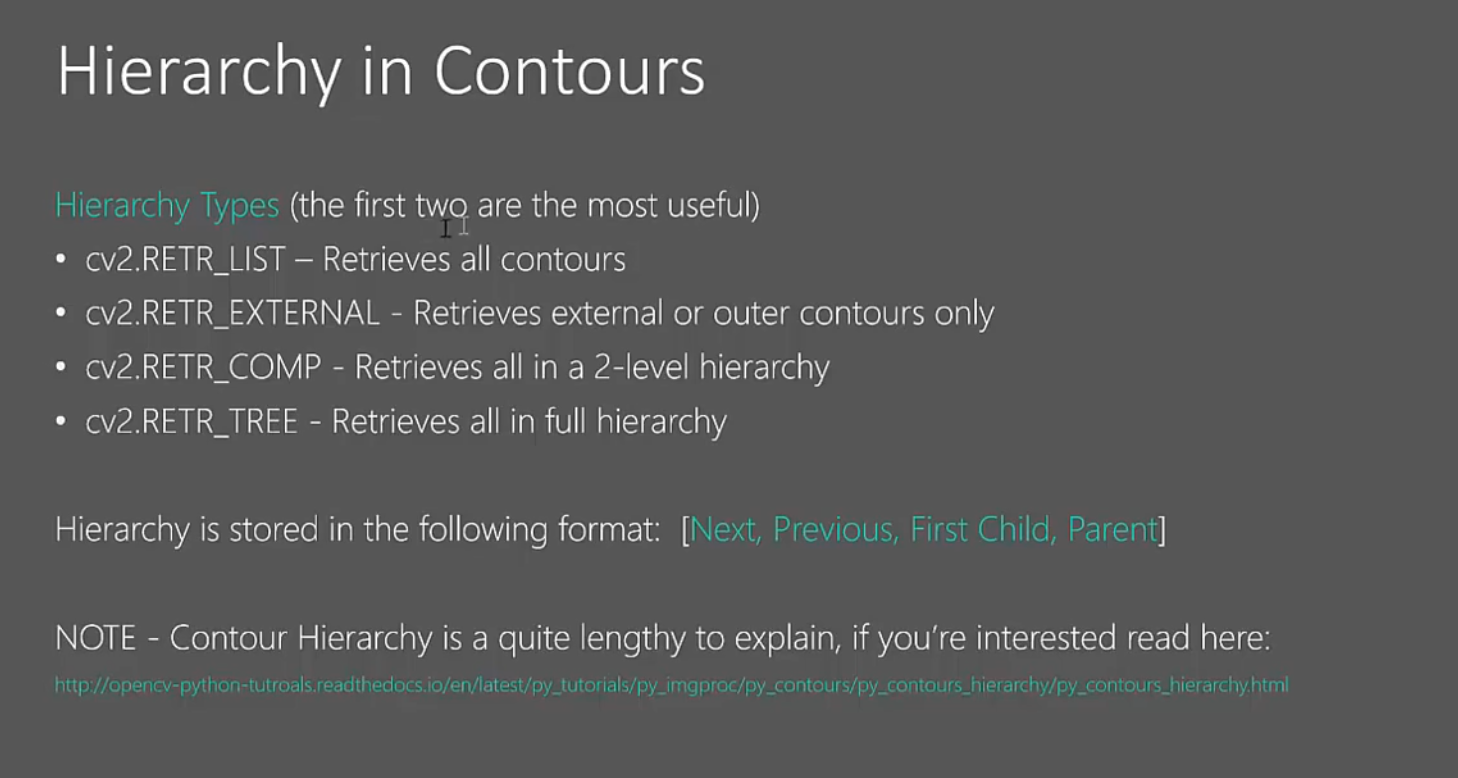 Hierarchy in Contours
Hierarchy Types (the first two are the most useful)
• cv2.RETR_LIST – Retrieves all contours
• cv2.RETR_EXTERNAL - Retrieves external or outer contours only
• cv2.RETR_COMP - Retrieves all in a 2-level hierarchy
• cv2.RETR_TREE - Retrieves all in full hierarchy
Hierarchy is stored in the following format: [Next, Previous, First Child, Parent]
NOTE - Contour Hierarchy is a quite lengthy to explain, if you’re interested read here:
http://opencv-python-tutroals.readthedocs.io/en/latest/py_tutorials/py_imgproc/py_contours/py_contours_hierarchy/py_contours_hierarchy.html